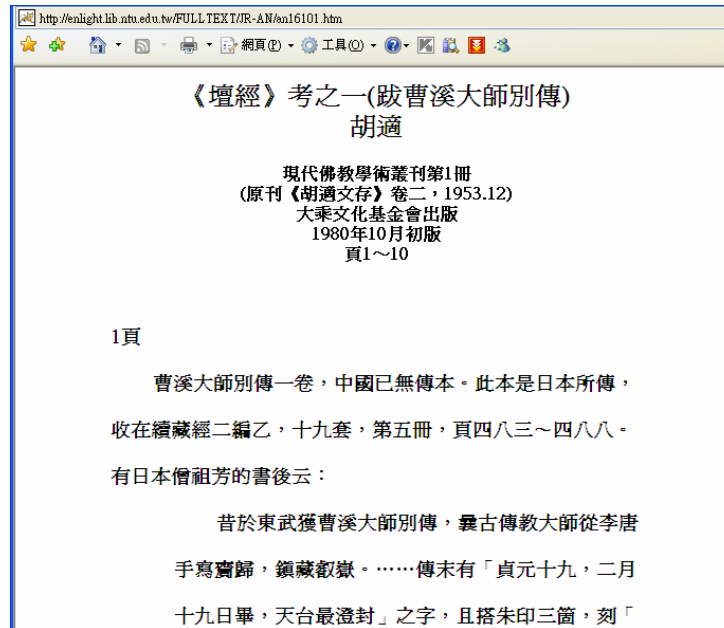 http://enlight.lib.ntu.edu.tw/FULLTEXT/JR-AN/an16101.htm
網頁(P) 工具(O)
《壇經》考之一(跋曹溪大師別傳)
胡適
現代佛教學術叢刊第1冊
(原刊《胡適文存》卷二，1953.12)
大乘文化基金會出版
1980年10月初版
頁1～10
1頁
曹溪大師別傳一卷，中國已無傳本。此本是日本所傳，
收在續藏經二編乙，十九套，第五冊，頁四八三～四八八。
有日本僧祖芳的書後云：
昔於東武獲曹溪大師別傳，曩古傳教大師從李唐
手寫齎歸，鎮藏叡嶽。……傳末有「貞元十九，二月
十九日畢，天台最澄封」之字，且搭朱印三箇，刻「